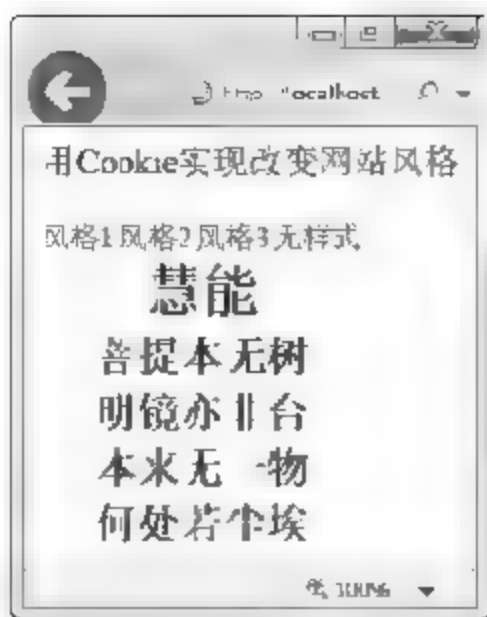 localhost
用Cookie实现改变网站风格
风格1 风格2 风格3 无样式
慧能
菩提本无树
明镜亦非台
本来无一物
何处若尘埃
100%